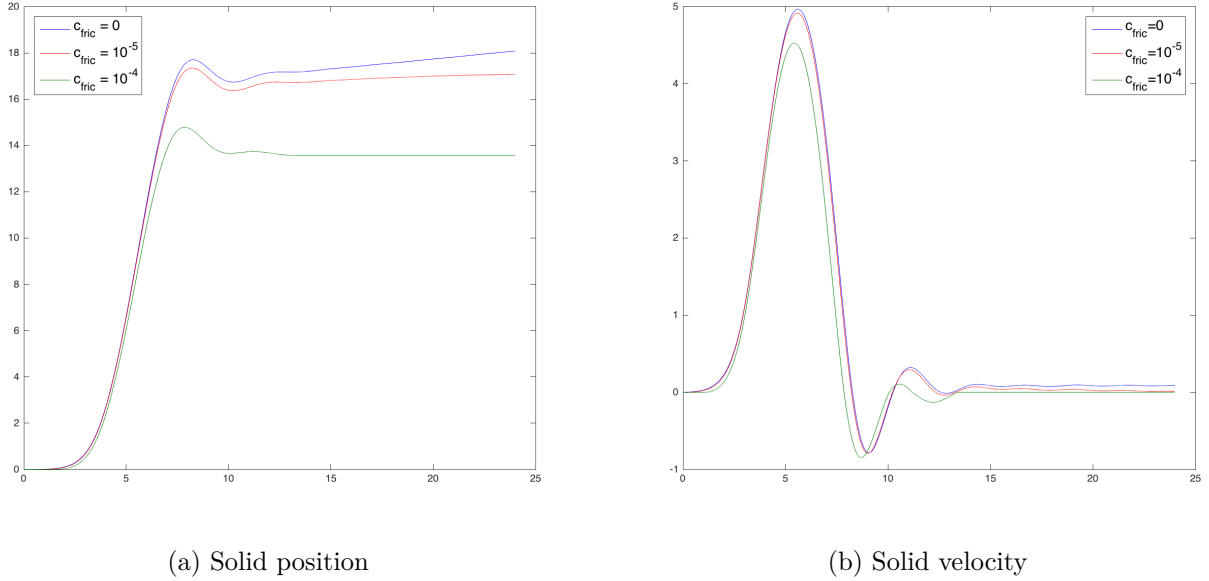 c_fric = 0
c_fric = 10^-5
c_fric = 10^-4
20
18
16
14
12
10
8
6
4
2
0
0 5 10 15 20 25
(a) Solid position
c_fric=0
c_fric=10^-5
c_fric=10^-4
5
4
3
2
1
0
-1
0 5 10 15 20 25
(b) Solid velocity